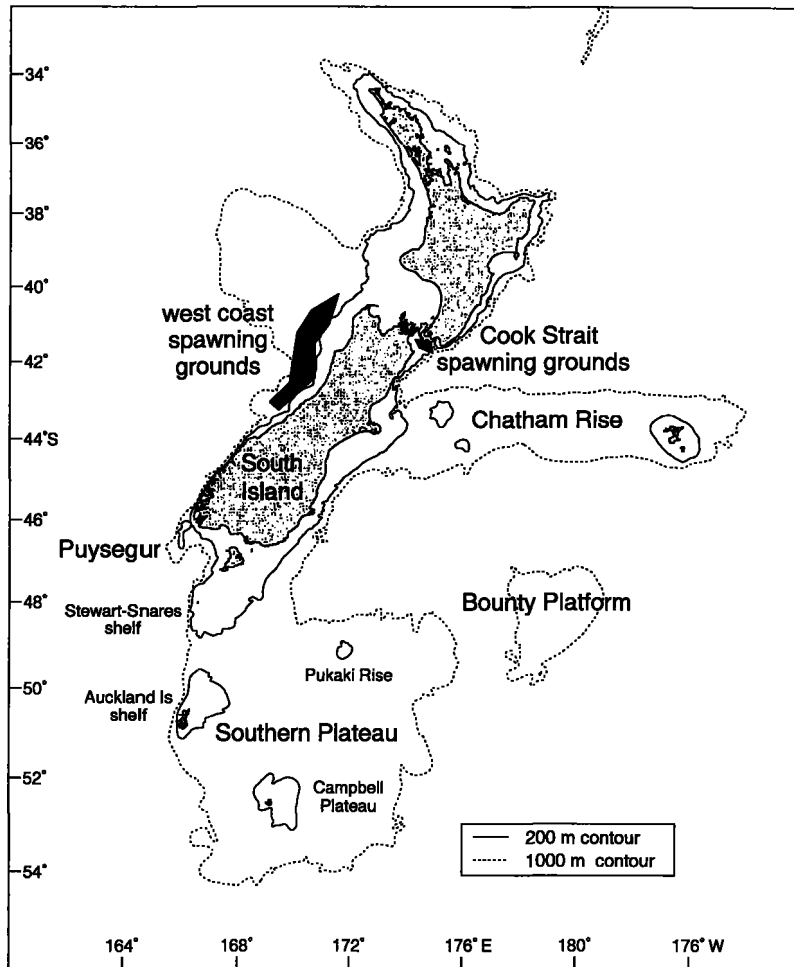 34°
36°
38°
40°
42°
44°S
46°
48°
50°
52°
54°
west coast
spawning
grounds
Cook Strait
spawning grounds
Chatham Rise
South
Island
Puysegur
Bounty Platform
Stewart-Snares
shelf
Pukaki Rise
Auckland Is
shelf
Southern Plateau
Campbell
Plateau
200 m contour
1000 m contour
164°
168°
172°
176° E
180°
176° W